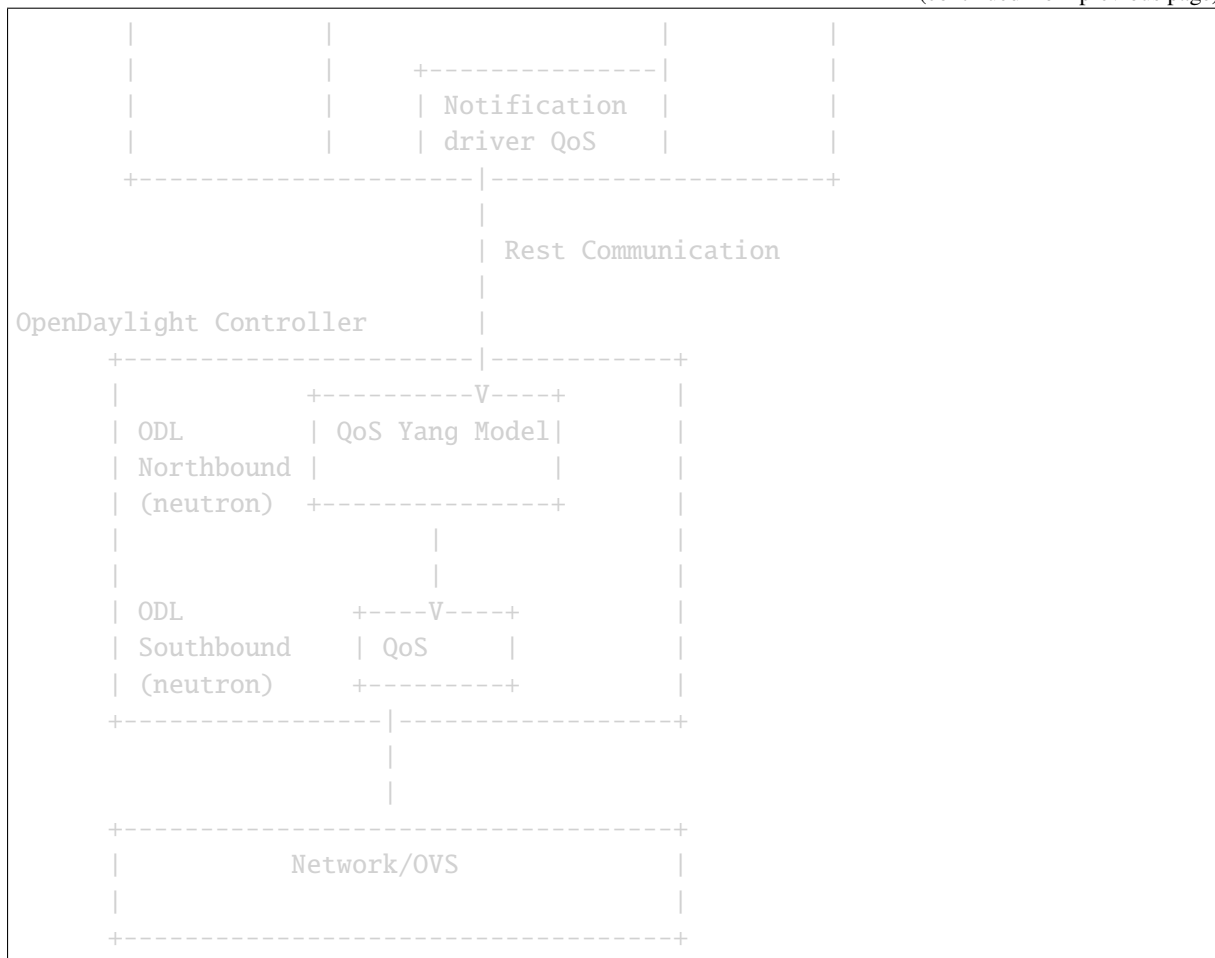 Notification
driver QoS
Rest Communication
OpenDaylight Controller
V
ODL QoS Yang Model
Northbound
(neutron)
V
ODL
Southbound QoS
(neutron)
Network/OVS